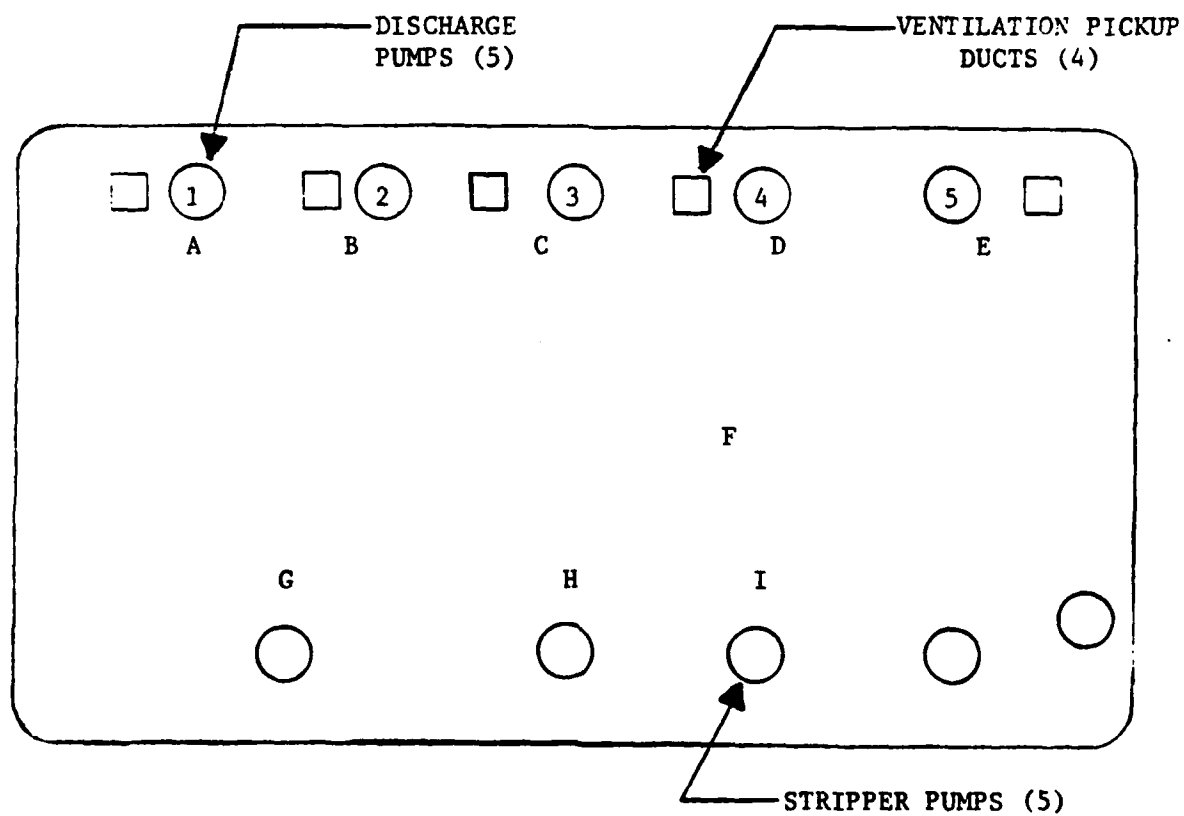 DISCHARGE
PUMPS (5)
VENTILATION PICKUP
DUCTS (4)
1 2 3 4 5
A B C D E
F
G H I
STRIPPER PUMPS (5)